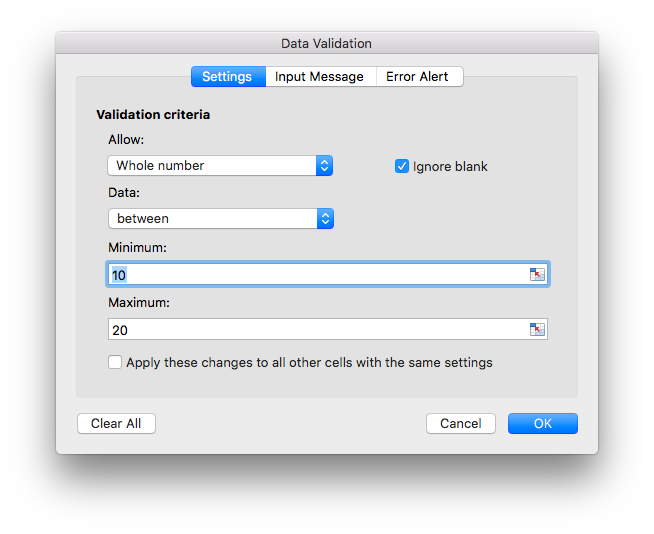 Data Validation
Settings Input Message Error Alert
Validation criteria
Allow:
Whole number Ignore blank
Data:
between
Minimum:
10
Maximum:
20
Apply these changes to all other cells with the same settings
Clear All Cancel OK